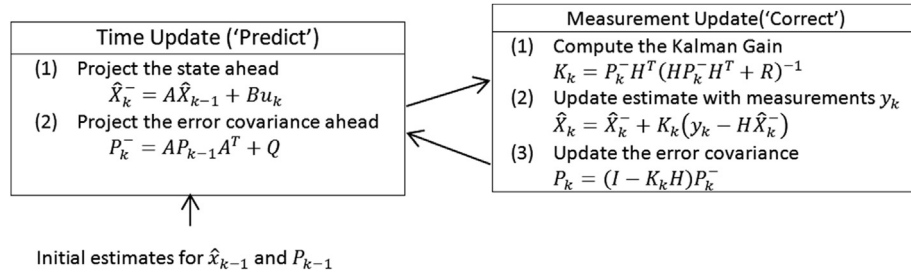 Time Update ('Predict')
(1) Project the state ahead
X̂ₖ⁻ = AX̂ₖ₋₁ + Buₖ
(2) Project the error covariance ahead
Pₖ⁻ = APₖ₋₁Aᵀ + Q
Initial estimates for x̂ₖ₋₁ and Pₖ₋₁
Measurement Update('Correct')
(1) Compute the Kalman Gain
Kₖ = Pₖ⁻Hᵀ(HPₖ⁻Hᵀ + R)⁻¹
(2) Update estimate with measurements yₖ
X̂ₖ = X̂ₖ⁻ + Kₖ(yₖ − HX̂ₖ⁻)
(3) Update the error covariance
Pₖ = (I − KₖH)Pₖ⁻